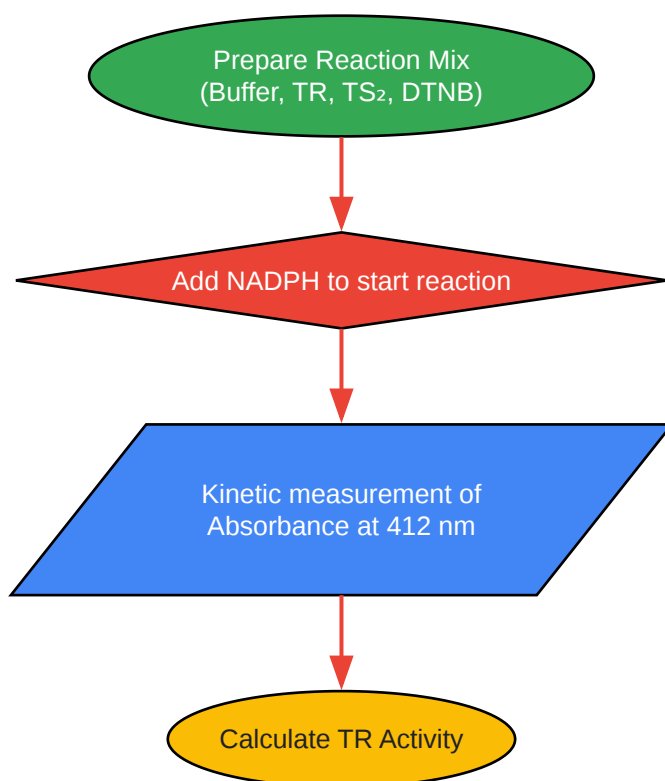 Prepare Reaction Mix
(Buffer, TR, TS₂, DTNB)
Add NADPH to start reaction
Kinetic measurement of
Absorbance at 412 nm
Calculate TR Activity